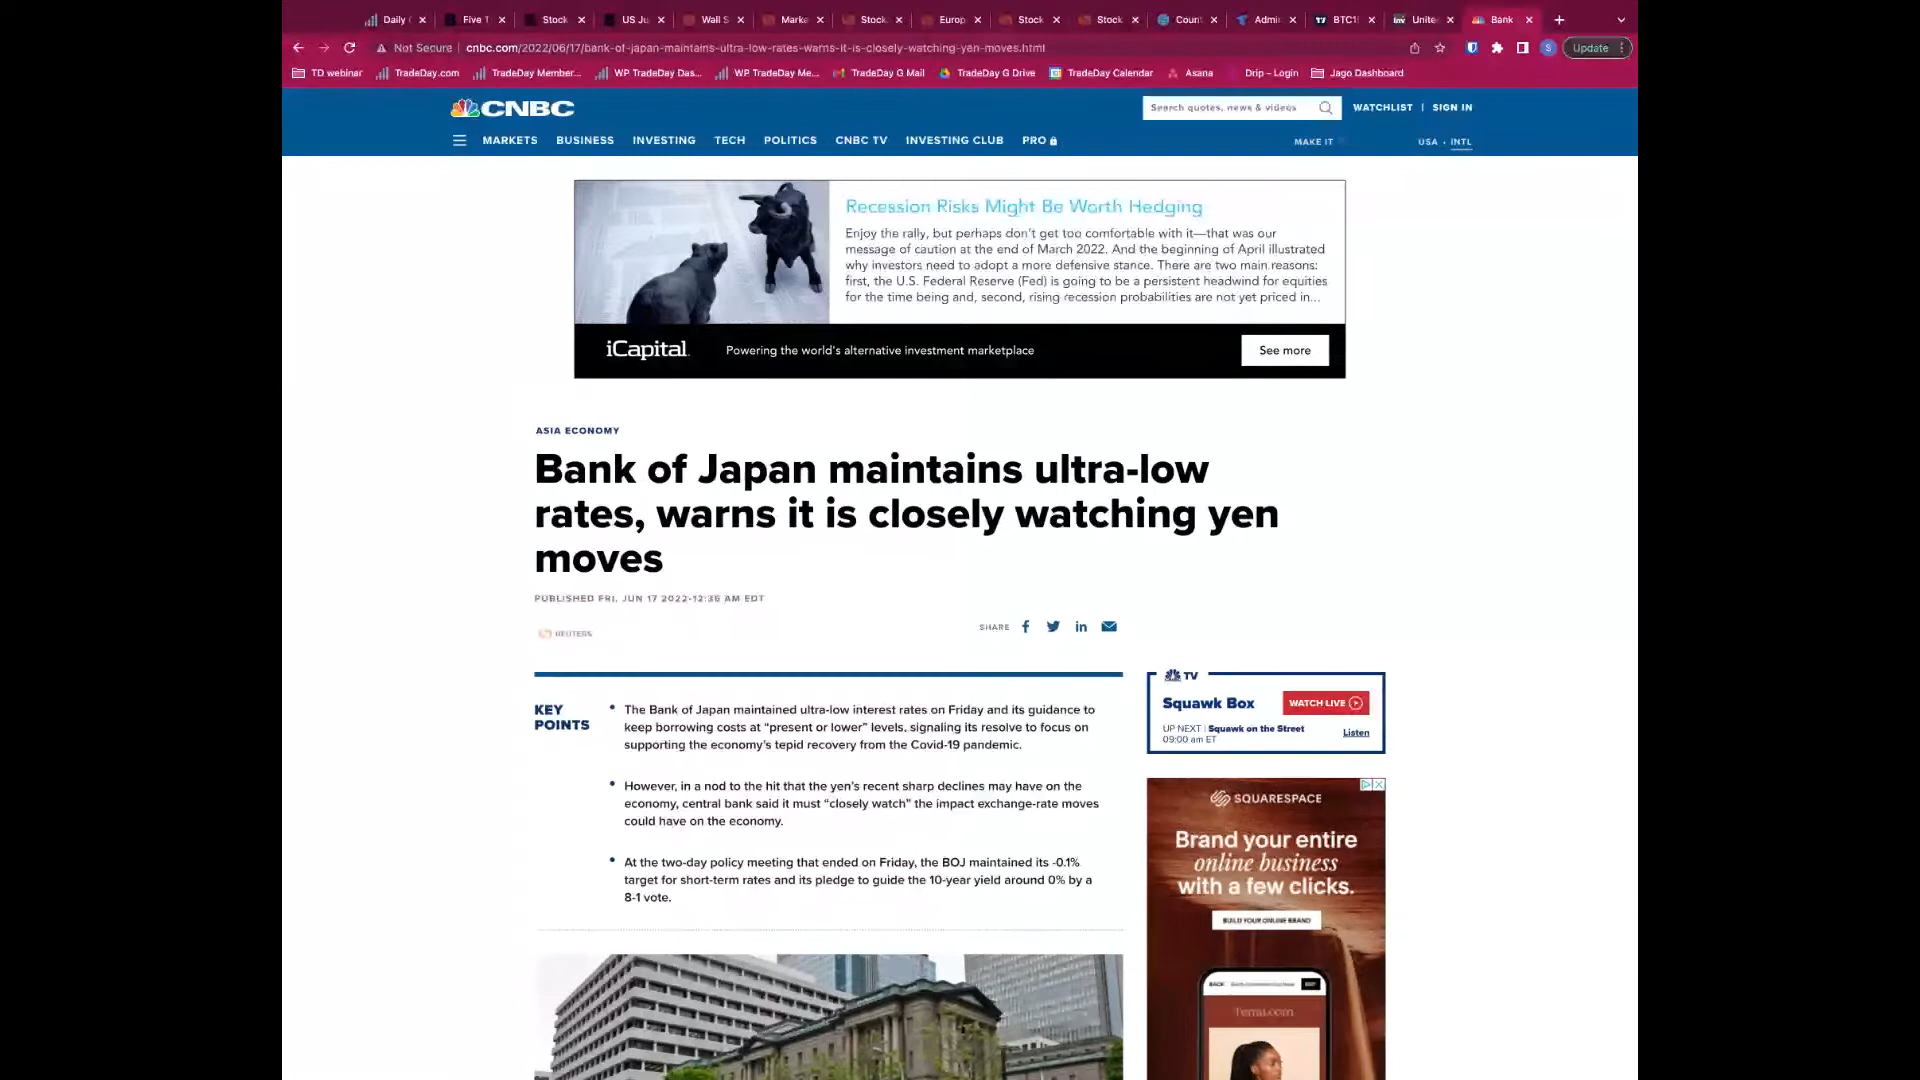 Daily
Five T
Stock
US Ju
Wall S
Marke
Stock
Europ
Stock
Stock
Coun
Admi
BTC1!
Unite
Bank
Not Secure | cnbc.com/2022/06/17/bank-of-japan-maintains-ultra-low-rates-warns-it-is-closely-watching-yen-moves.html
S
Update
TD webinar
TradeDay.com
TradeDay Member...
WP TradeDay Das...
WP TradeDay Me...
TradeDay G Mail
TradeDay G Drive
TradeDay Calendar
Asana
Drip – Login
Jago Dashboard
CNBC
Search quotes, news & videos
WATCHLIST | SIGN IN
MARKETS BUSINESS INVESTING TECH POLITICS CNBC TV INVESTING CLUB PRO
MAKE IT
USA • INTL
Recession Risks Might Be Worth Hedging
Enjoy the rally, but perhaps don't get too comfortable with it—that was our
message of caution at the end of March 2022. And the beginning of April illustrated
why investors need to adopt a more defensive stance. There are two main reasons:
first, the U.S. Federal Reserve (Fed) is going to be a persistent headwind for equities
for the time being and, second, rising recession probabilities are not yet priced in...
iCapital.
Powering the world's alternative investment marketplace
See more
ASIA ECONOMY
Bank of Japan maintains ultra-low
rates, warns it is closely watching yen
moves
PUBLISHED FRI, JUN 17 2022•12:36 AM EDT
REUTERS
SHARE
KEY
POINTS
• The Bank of Japan maintained ultra-low interest rates on Friday and its guidance to
keep borrowing costs at “present or lower” levels, signaling its resolve to focus on
supporting the economy’s tepid recovery from the Covid-19 pandemic.
• However, in a nod to the hit that the yen’s recent sharp declines may have on the
economy, central bank said it must “closely watch” the impact exchange-rate moves
could have on the economy.
• At the two-day policy meeting that ended on Friday, the BOJ maintained its -0.1%
target for short-term rates and its pledge to guide the 10-year yield around 0% by a
8-1 vote.
TV
Squawk Box
WATCH LIVE
UP NEXT | Squawk on the Street
09:00 am ET
Listen
SQUARESPACE
Brand your entire
online business
with a few clicks.
BUILD YOUR ONLINE BRAND
BACK